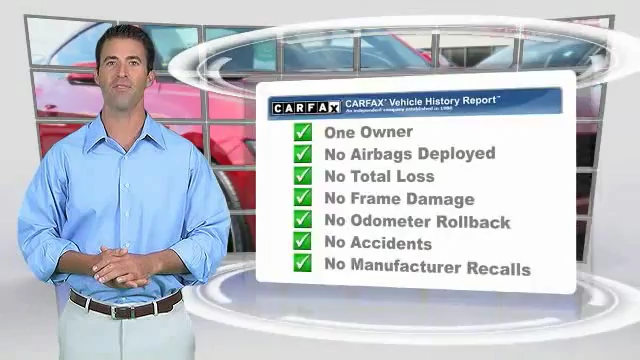 CARFAX CARFAX Vehicle History Report™
An independent company established in 1986
One Owner
No Airbags Deployed
No Total Loss
No Frame Damage
No Odometer Rollback
No Accidents
No Manufacturer Recalls